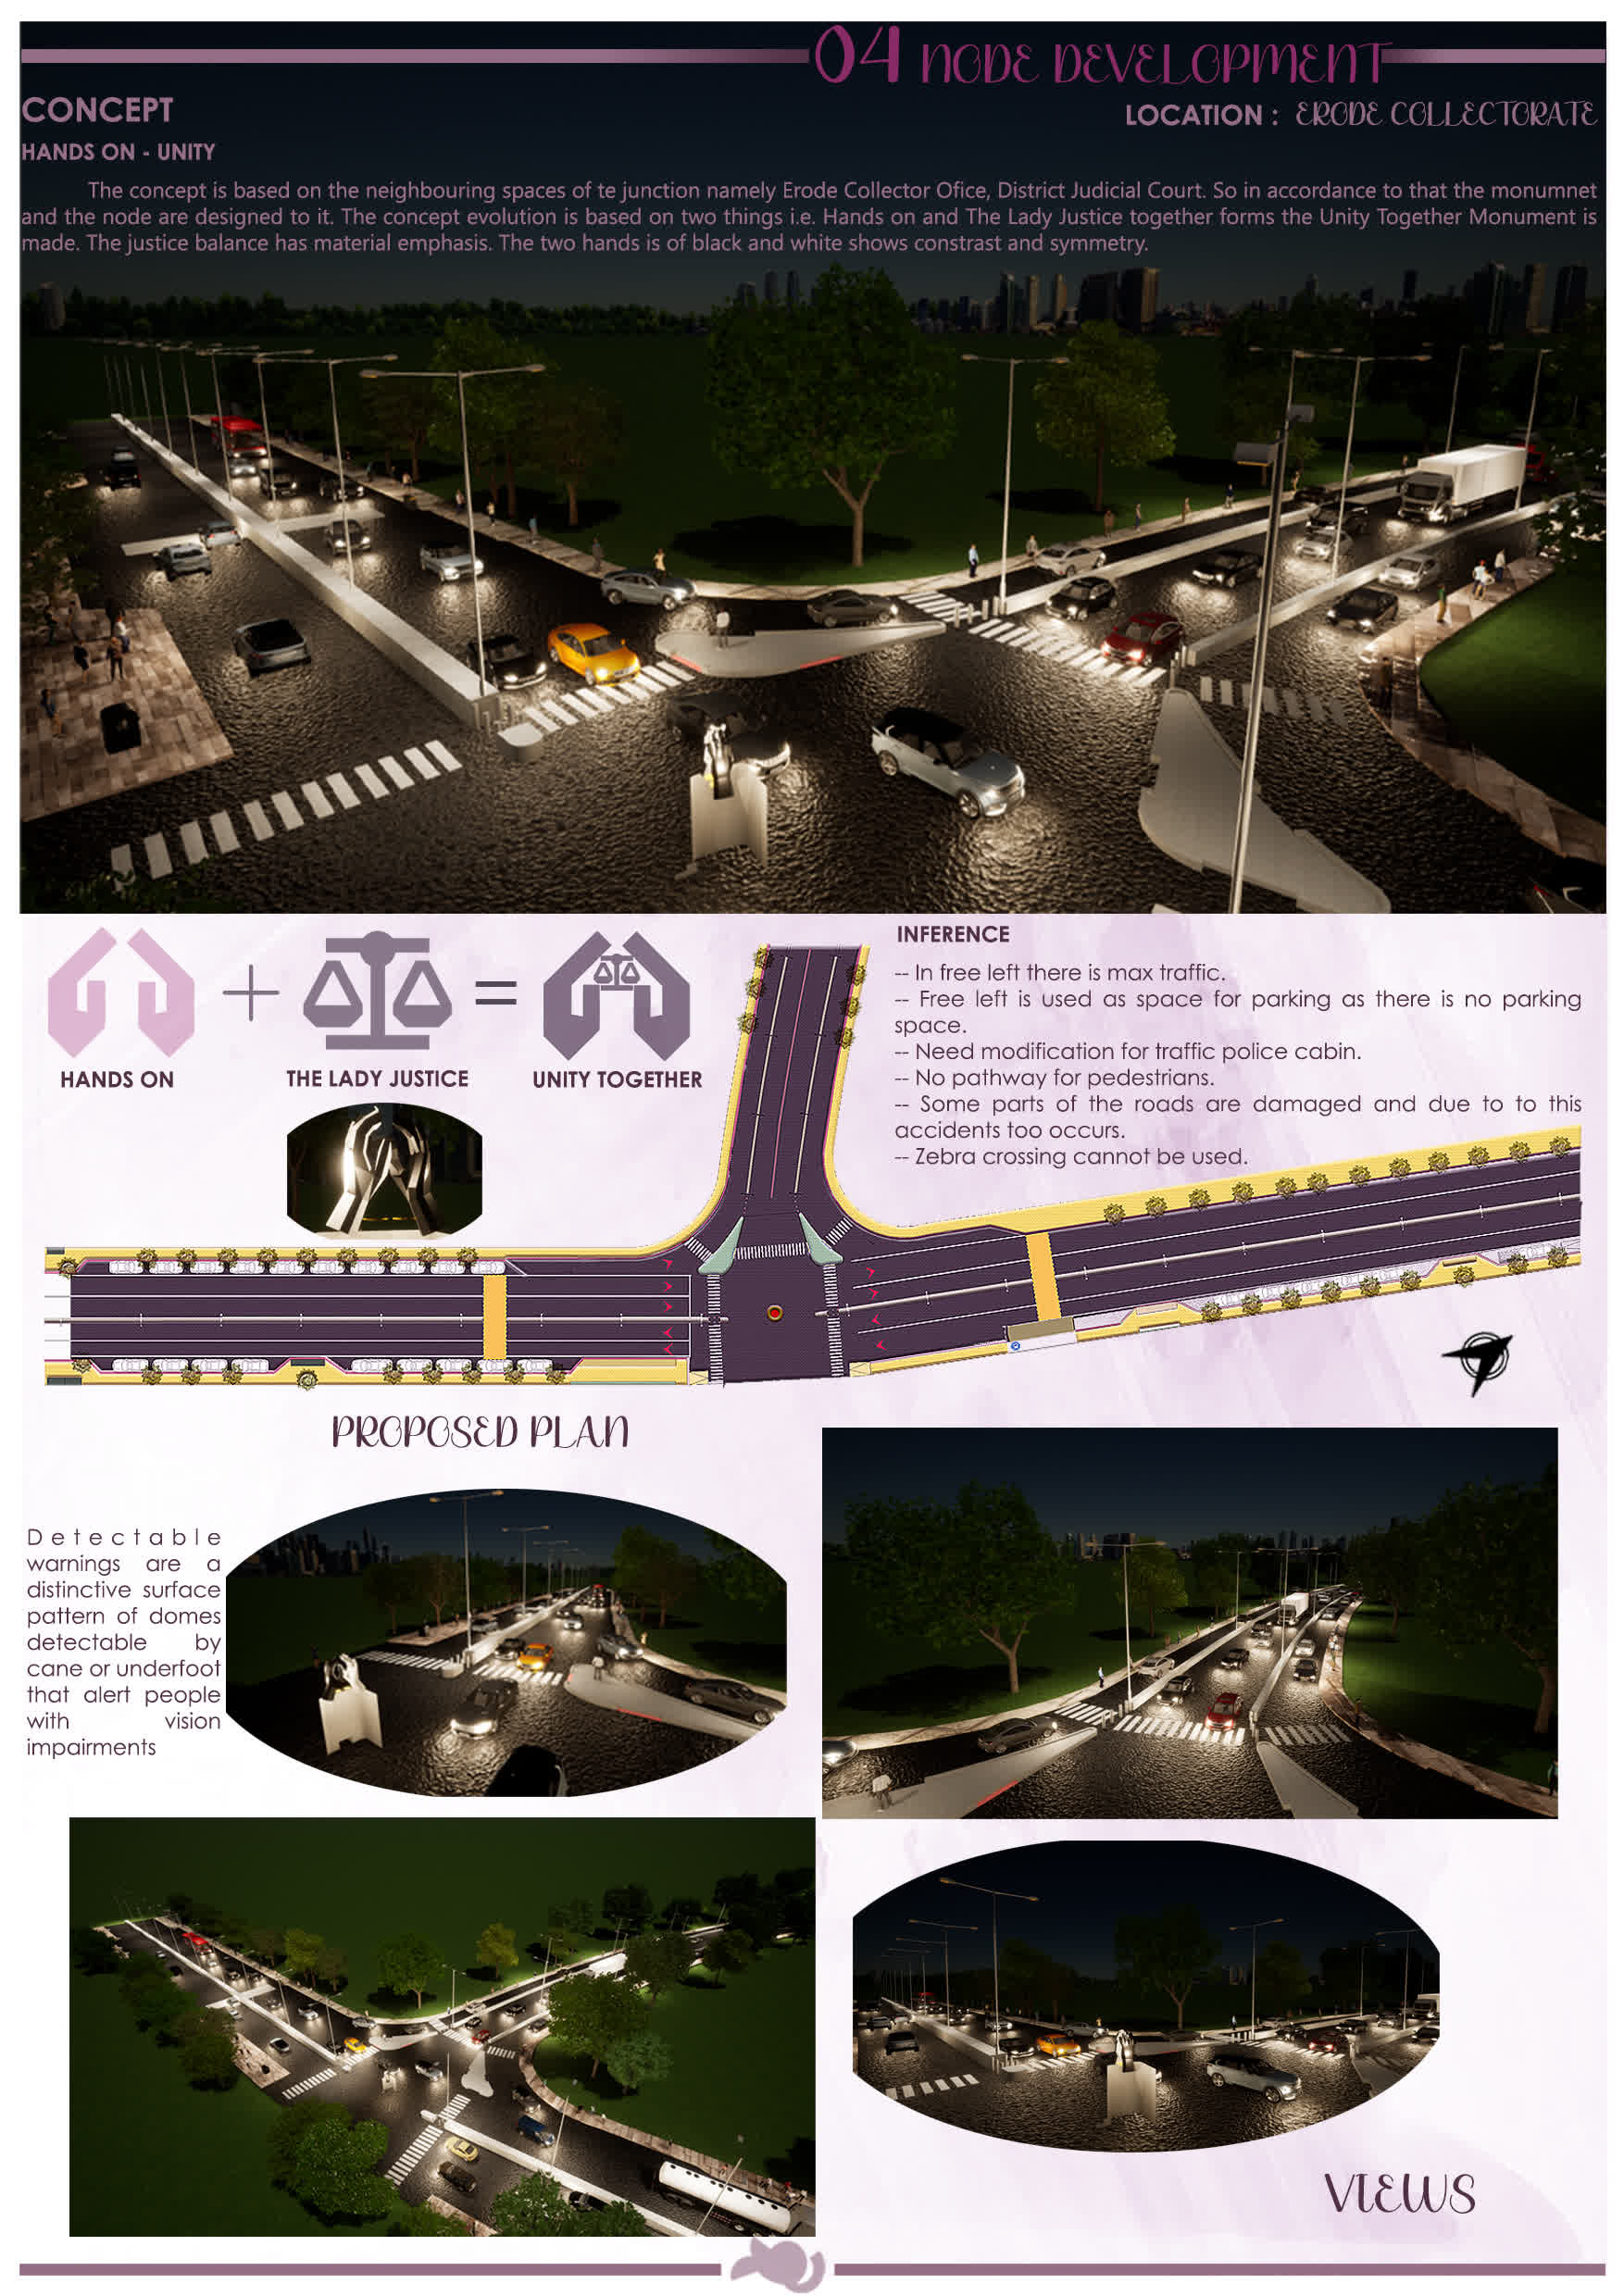 04 NODE DEVELOPMENT
CONCEPT
LOCATION : ERODE COLLECTORATE
HANDS ON - UNITY
The concept is based on the neighbouring spaces of te junction namely Erode Collector Ofice, District Judicial Court. So in accordance to that the monumnet
and the node are designed to it. The concept evolution is based on two things i.e. Hands on and The Lady Justice together forms the Unity Together Monument is
made. The justice balance has material emphasis. The two hands is of black and white shows constrast and symmetry.
HANDS ON
THE LADY JUSTICE
UNITY TOGETHER
INFERENCE
-- In free left there is max traffic.
-- Free left is used as space for parking as there is no parking
space.
-- Need modification for traffic police cabin.
-- No pathway for pedestrians.
-- Some parts of the roads are damaged and due to to this
accidents too occurs.
-- Zebra crossing cannot be used.
PROPOSED PLAN
Detectable
warnings are a
distinctive surface
pattern of domes
detectable by
cane or underfoot
that alert people
with vision
impairments
VIEWS